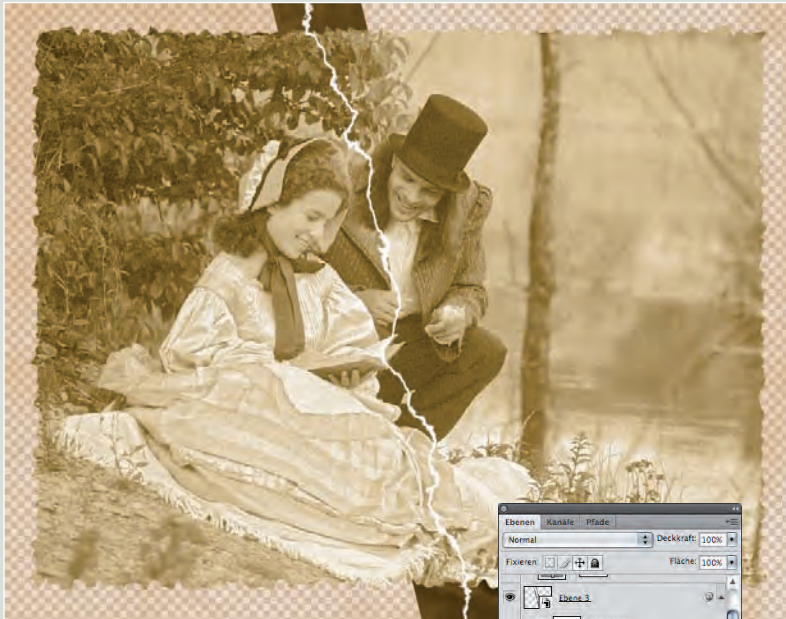 Ebenen Kanäle Pfade
Normal Deckkraft: 100%
Fixieren: Fläche: 100%
Ebene 3